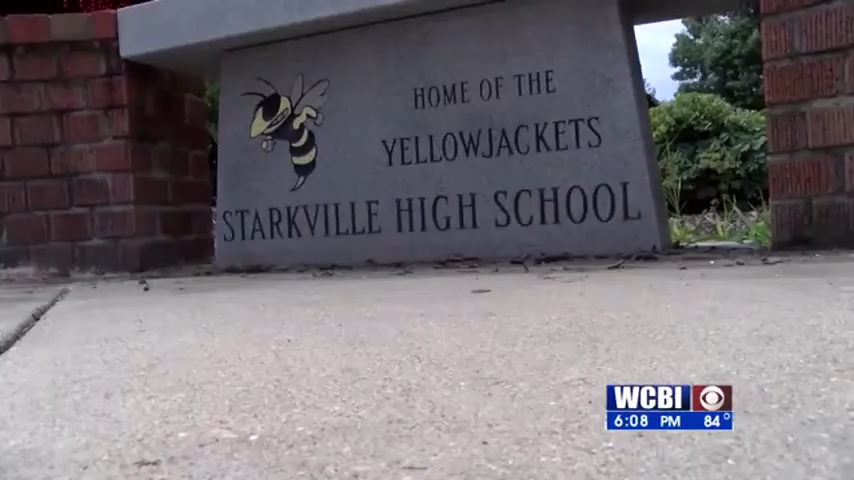 HOME OF THE
YELLOWJACKETS
STARKVILLE HIGH SCHOOL
WCBI
6:08 PM 84°